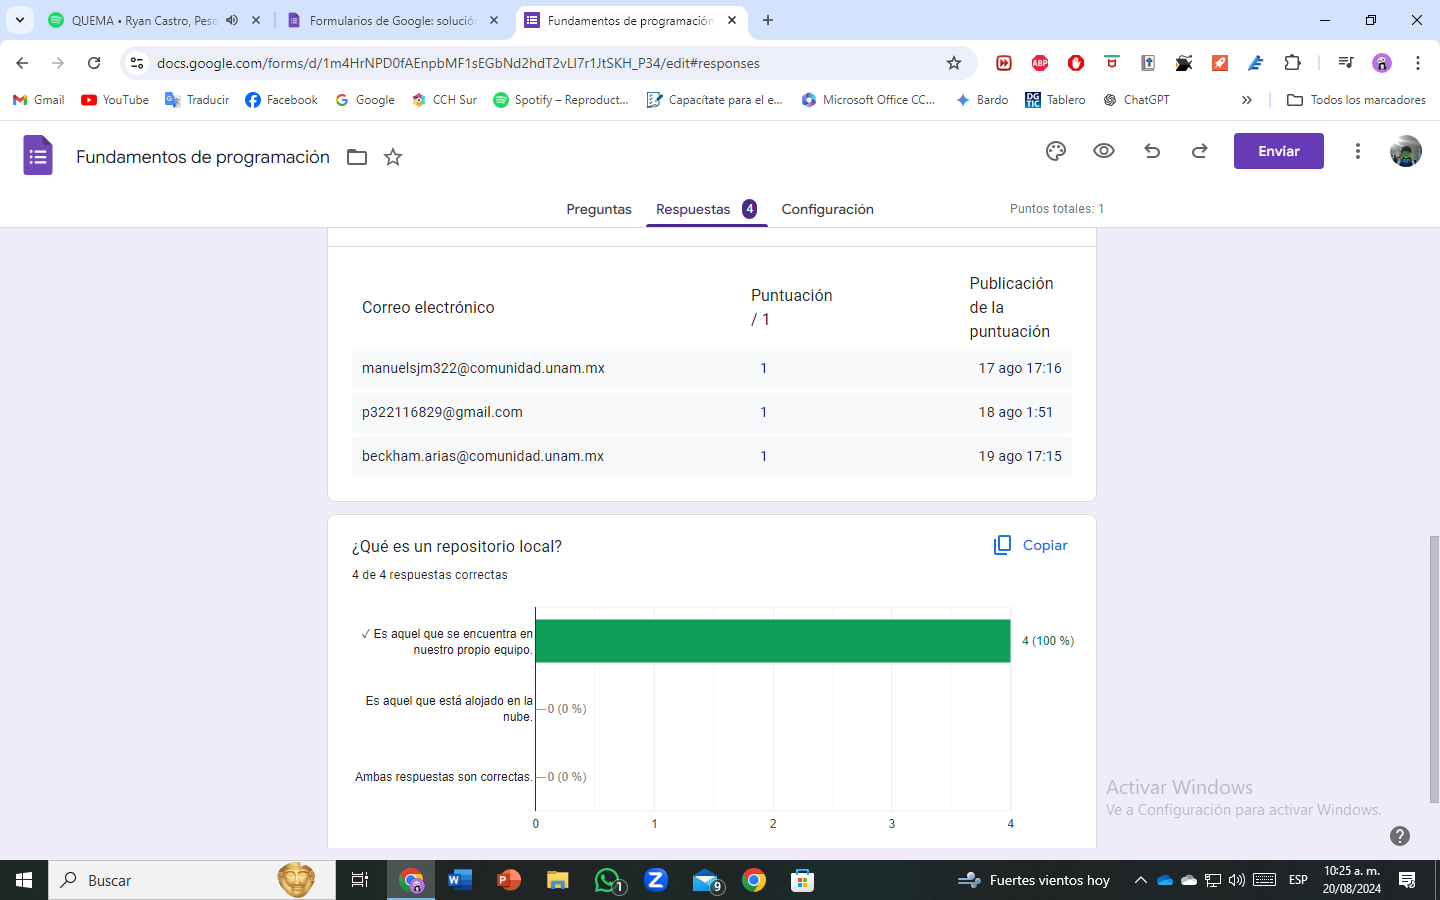 QUEMA • Ryan Castro, Peso
Formularios de Google: solució
Fundamentos de programación
docs.google.com/forms/d/1m4HrNPD0fAEnpbMF1sEGbNd2hdT2vLl7r1JtSKH_P34/edit#responses
Gmail YouTube Traducir Facebook Google CCH Sur Spotify – Reproduct... Capacítate para el e... Microsoft Office CC... Bardo Tablero ChatGPT » Todos los marcadores
Fundamentos de programación
Enviar
Preguntas Respuestas 4 Configuración Puntos totales: 1
Correo electrónico
Puntuación
/ 1
Publicación
de la
puntuación
manuelsjm322@comunidad.unam.mx 1 17 ago 17:16
p322116829@gmail.com 1 18 ago 1:51
beckham.arias@comunidad.unam.mx 1 19 ago 17:15
¿Qué es un repositorio local?
Copiar
4 de 4 respuestas correctas
✓ Es aquel que se encuentra en
nuestro propio equipo.
4 (100 %)
Es aquel que está alojado en la
nube.
0 (0 %)
Ambas respuestas son correctas.
0 (0 %)
0 1 2 3 4
Activar Windows
Ve a Configuración para activar Windows.
Buscar
1
9
Fuertes vientos hoy
ESP
10:25 a. m.
20/08/2024